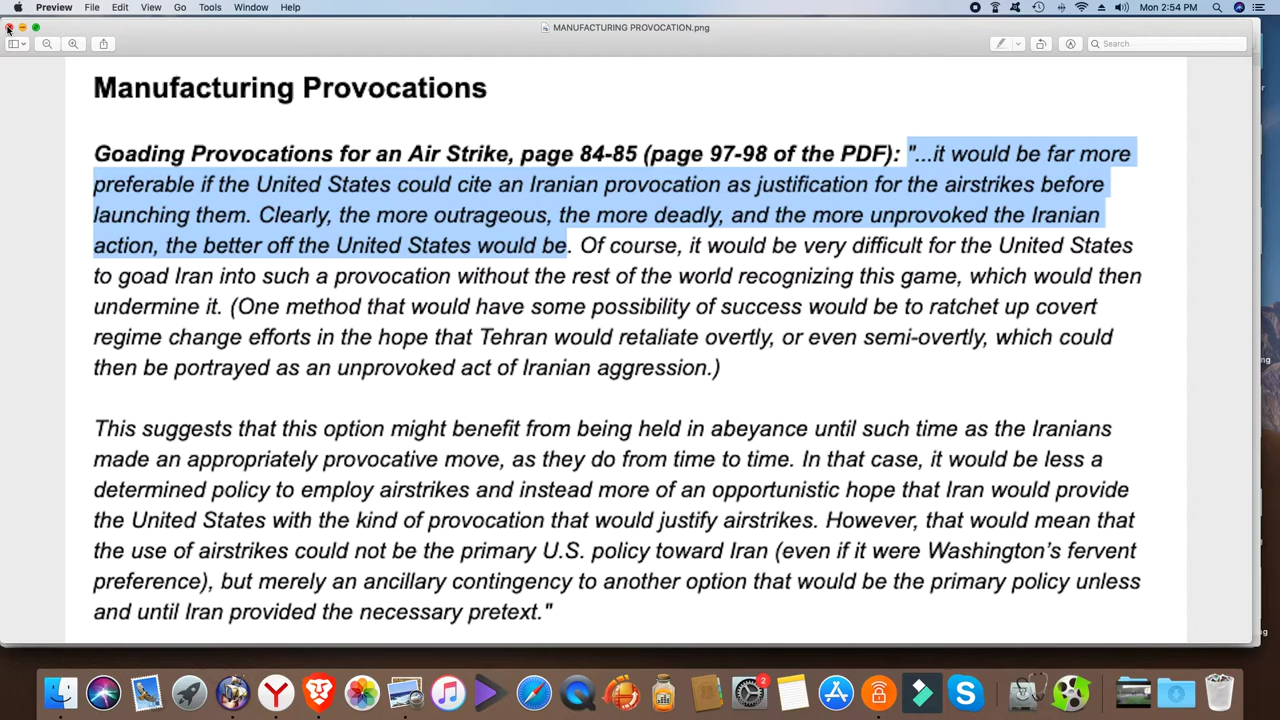 Preview File Edit View Go Tools Window Help Mon 2:54 PM
MANUFACTURING PROVOCATION.png
Search
Manufacturing Provocations
Goading Provocations for an Air Strike, page 84-85 (page 97-98 of the PDF): "...it would be far more
preferable if the United States could cite an Iranian provocation as justification for the airstrikes before
launching them. Clearly, the more outrageous, the more deadly, and the more unprovoked the Iranian
action, the better off the United States would be. Of course, it would be very difficult for the United States
to goad Iran into such a provocation without the rest of the world recognizing this game, which would then
undermine it. (One method that would have some possibility of success would be to ratchet up covert
regime change efforts in the hope that Tehran would retaliate overtly, or even semi-overtly, which could
then be portrayed as an unprovoked act of Iranian aggression.)
This suggests that this option might benefit from being held in abeyance until such time as the Iranians
made an appropriately provocative move, as they do from time to time. In that case, it would be less a
determined policy to employ airstrikes and instead more of an opportunistic hope that Iran would provide
the United States with the kind of provocation that would justify airstrikes. However, that would mean that
the use of airstrikes could not be the primary U.S. policy toward Iran (even if it were Washington's fervent
preference), but merely an ancillary contingency to another option that would be the primary policy unless
and until Iran provided the necessary pretext."
2